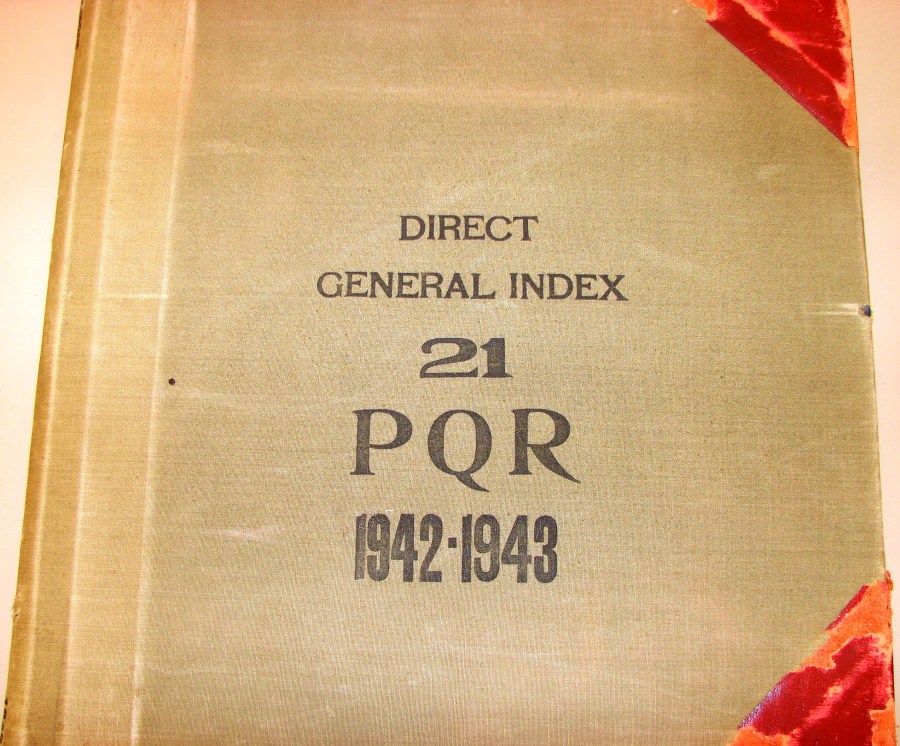 DIRECT
GENERAL INDEX
21
PQR
1942-1943